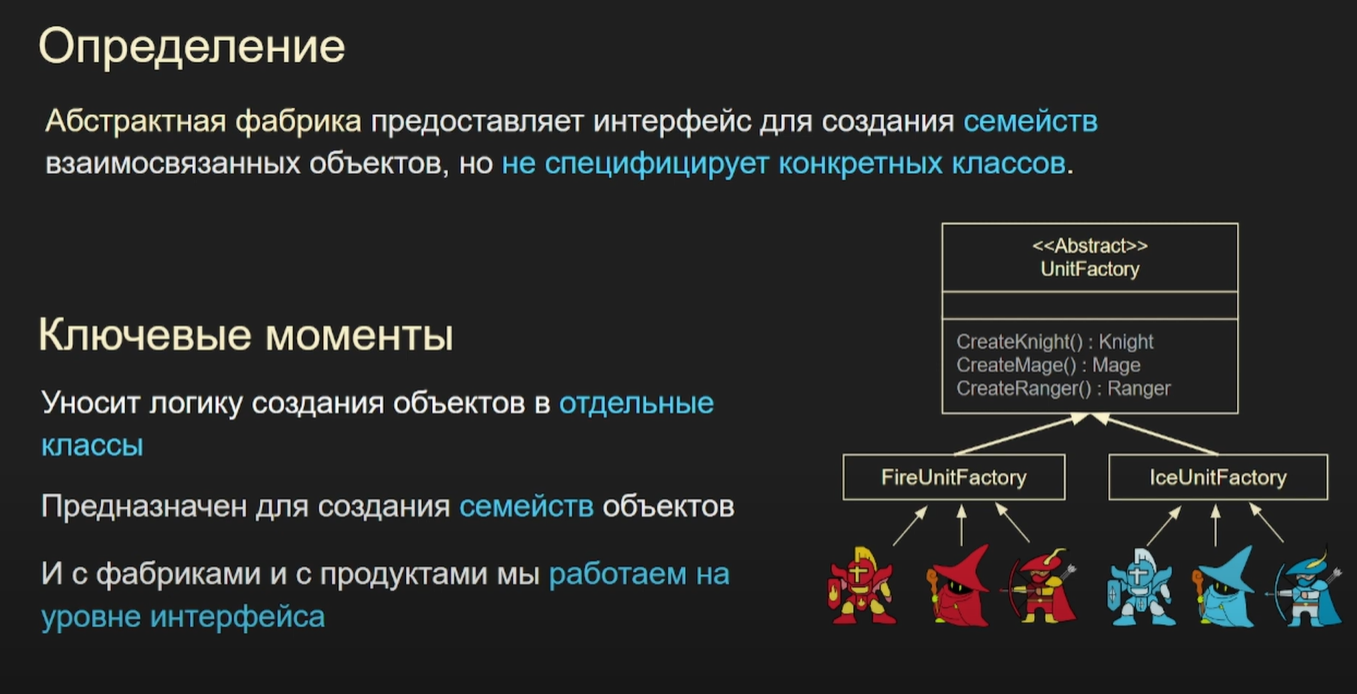 Определение
Абстрактная фабрика предоставляет интерфейс для создания семейств
взаимосвязанных объектов, но не специфицирует конкретных классов.
Ключевые моменты
Уносит логику создания объектов в отдельные
классы
Предназначен для создания семейств объектов
И с фабриками и с продуктами мы работаем на
уровне интерфейса
<<Abstract>>
UnitFactory
CreateKnight() : Knight
CreateMage() : Mage
CreateRanger() : Ranger
FireUnitFactory
IceUnitFactory